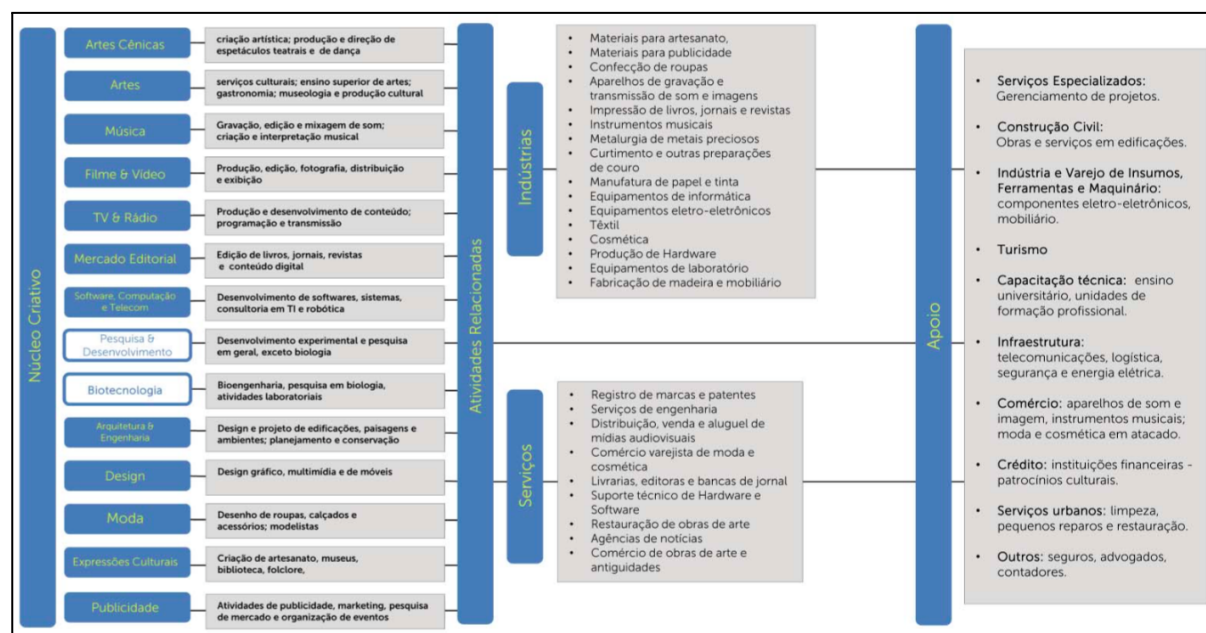 Núcleo Criativo
Artes Cênicas
criação artística; produção e direção de
espetáculos teatrais e de dança
Artes
serviços culturais; ensino superior de artes;
gastronomia; museologia e produção cultural
Música
Gravação, edição e mixagem de som;
criação e interpretação musical
Filme & Vídeo
Produção, edição, fotografia, distribuição
e exibição
TV & Rádio
Produção e desenvolvimento de conteúdo;
programação e transmissão
Mercado Editorial
Edição de livros, jornais, revistas
e conteúdo digital
Software, Computação
e Telecom
Desenvolvimento de softwares, sistemas,
consultoria em TI e robótica
Pesquisa &
Desenvolvimento
Desenvolvimento experimental e pesquisa
em geral, exceto biologia
Biotecnologia
Bioengenharia, pesquisa em biologia,
atividades laboratoriais
Arquitetura &
Engenharia
Design e projeto de edificações, paisagens e
ambientes; planejamento e conservação
Design
Design gráfico, multimídia e de móveis
Moda
Desenho de roupas, calçados e
acessórios; modelistas
Expressões Culturais
Criação de artesanato, museus,
biblioteca, folclore,
Publicidade
Atividades de publicidade, marketing, pesquisa
de mercado e organização de eventos
Atividades Relacionadas
Indústrias
• Materiais para artesanato,
• Materiais para publicidade
• Confecção de roupas
• Aparelhos de gravação e
transmissão de som e imagens
• Impressão de livros, jornais e revistas
• Instrumentos musicais
• Metalurgia de metais preciosos
• Curtimento e outras preparações
de couro
• Manufatura de papel e tinta
• Equipamentos de informática
• Equipamentos eletro-eletrônicos
• Têxtil
• Cosmética
• Produção de Hardware
• Equipamentos de laboratório
• Fabricação de madeira e mobiliário
Serviços
• Registro de marcas e patentes
• Serviços de engenharia
• Distribuição, venda e aluguel de
mídias audiovisuais
• Comércio varejista de moda e
cosmética
• Livrarias, editoras e bancas de jornal
• Suporte técnico de Hardware e
Software
• Restauração de obras de arte
• Agências de notícias
• Comércio de obras de arte e
antiguidades
Apoio
• Serviços Especializados:
Gerenciamento de projetos.
• Construção Civil:
Obras e serviços em edificações.
• Indústria e Varejo de Insumos,
Ferramentas e Maquinário:
componentes eletro-eletrônicos,
mobiliário.
• Turismo
• Capacitação técnica: ensino
universitário, unidades de
formação profissional.
• Infraestrutura:
telecomunicações, logística,
segurança e energia elétrica.
• Comércio: aparelhos de som e
imagem, instrumentos musicais;
moda e cosmética em atacado.
• Crédito: instituições financeiras -
patrocínios culturais.
• Serviços urbanos: limpeza,
pequenos reparos e restauração.
• Outros: seguros, advogados,
contadores.